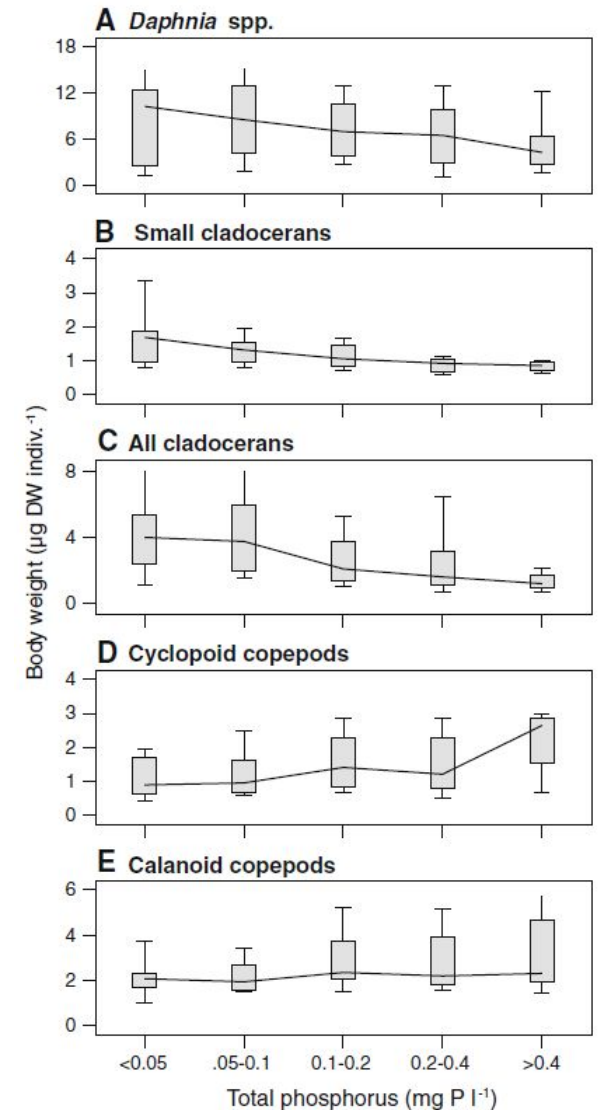 A Daphnia spp.
18
12
6
0
B Small cladocerans
4
3
2
1
0
C All cladocerans
8
4
0
D Cyclopoid copepods
4
3
2
1
0
E Calanoid copepods
6
4
2
0
Body weight (µg DW indiv.⁻¹)
<0.05 .05-0.1 0.1-0.2 0.2-0.4 >0.4
Total phosphorus (mg P l⁻¹)